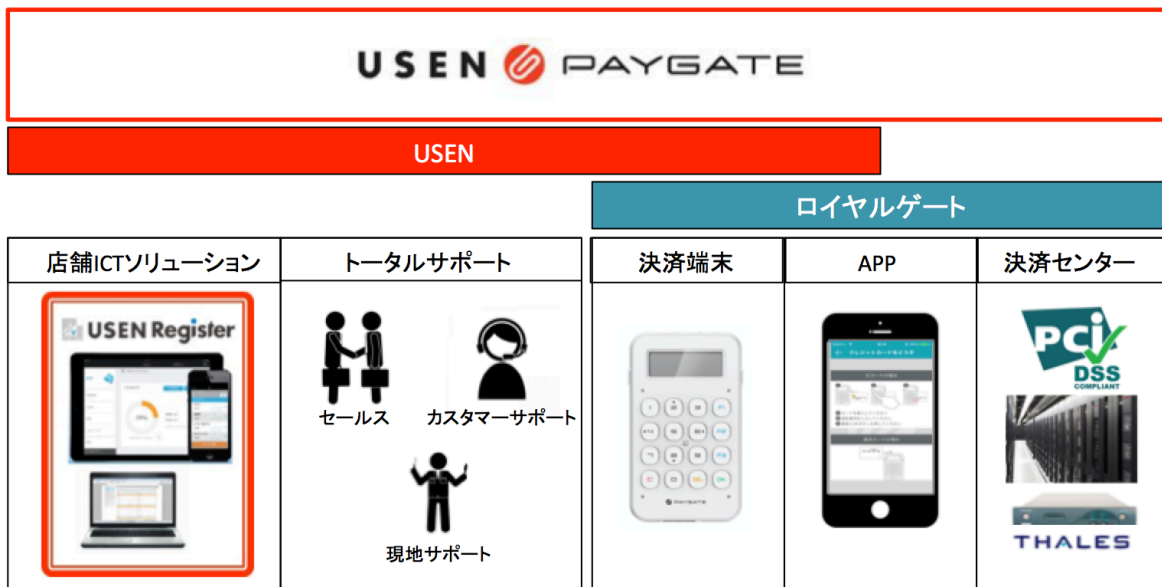 USEN PAYGATE
USEN
ロイヤルゲート
店舗ICTソリューション
トータルサポート
決済端末
APP
決済センター
USEN Register
セールス
カスタマーサポート
現地サポート
PAYGATE
PCi
DSS
COMPLIANT
THALES